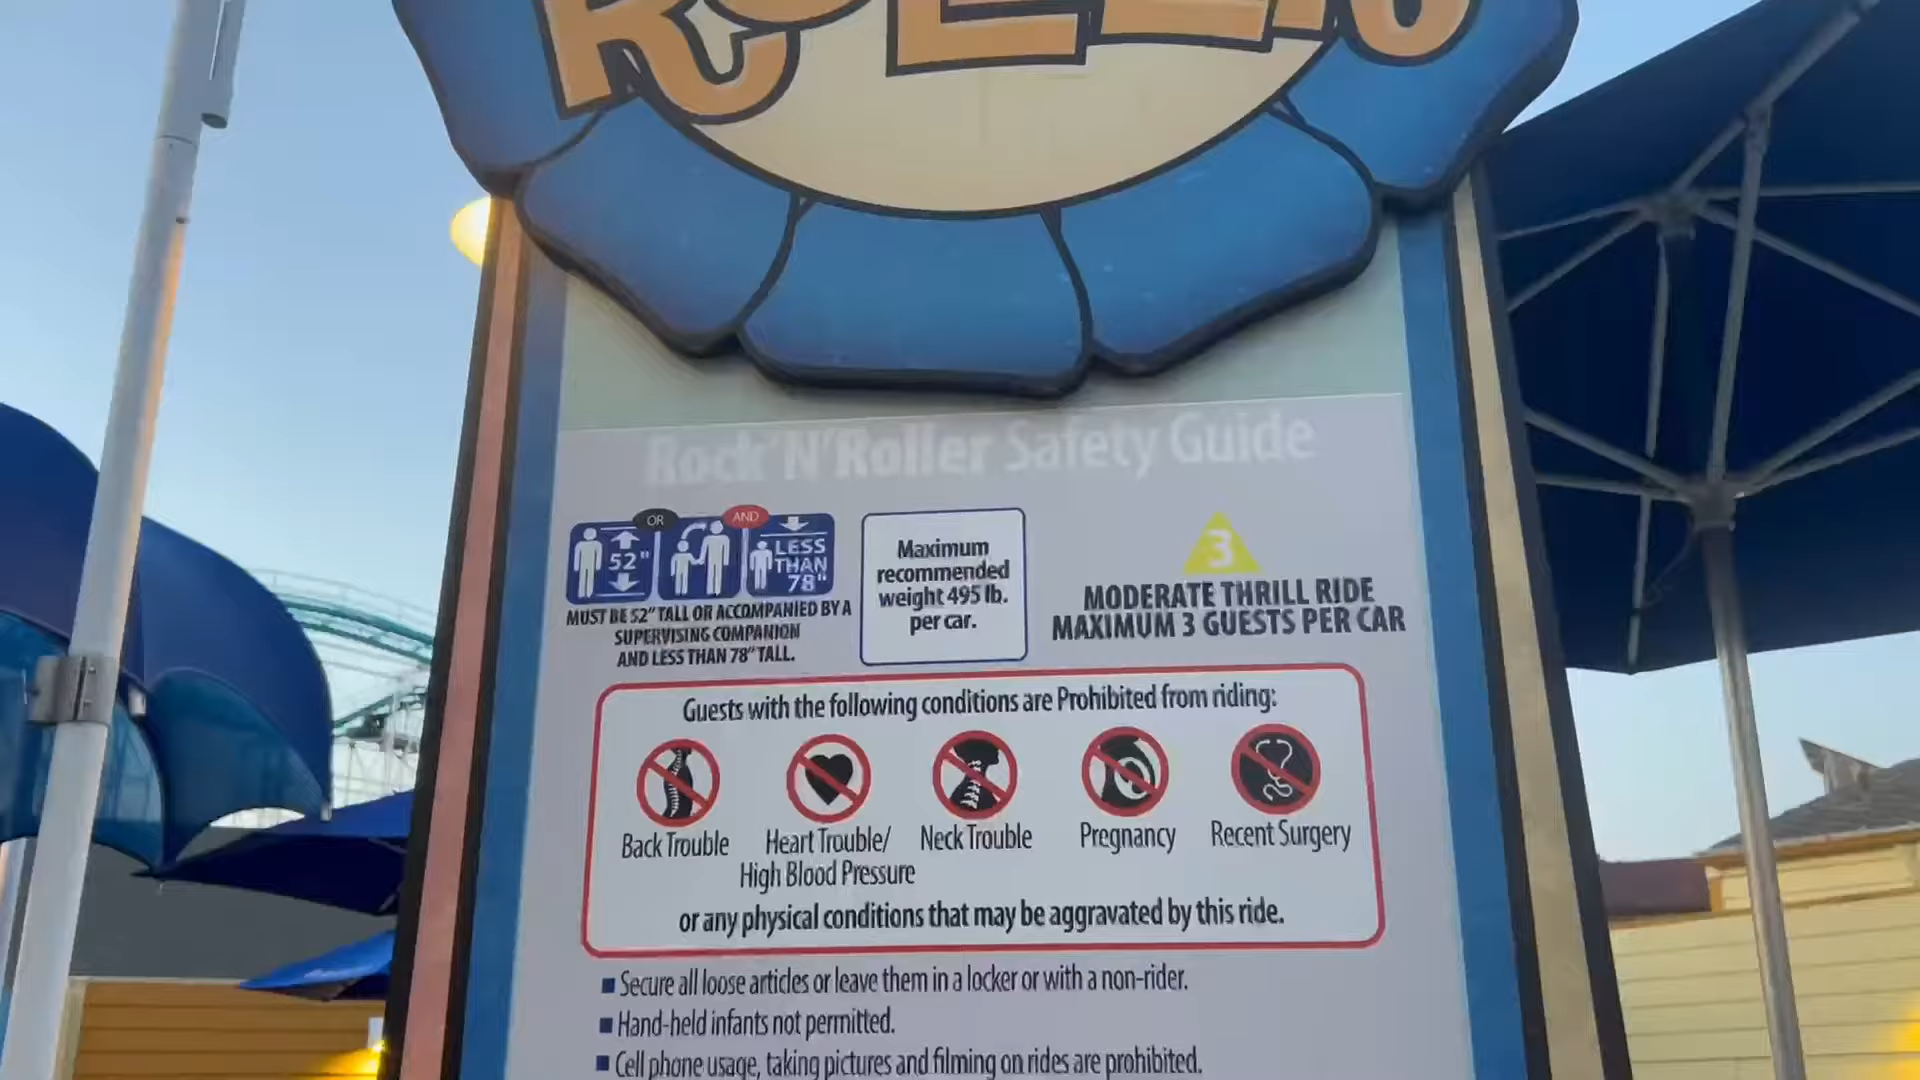 Rock'N'Roller Safety Guide
OR
AND
52"
LESS
THAN
78"
MUST BE 52" TALL OR ACCOMPANIED BY A
SUPERVISING COMPANION
AND LESS THAN 78" TALL.
Maximum
recommended
weight 495 lb.
per car.
3
MODERATE THRILL RIDE
MAXIMUM 3 GUESTS PER CAR
Guests with the following conditions are Prohibited from riding:
Back Trouble
Heart Trouble/
High Blood Pressure
Neck Trouble
Pregnancy
Recent Surgery
or any physical conditions that may be aggravated by this ride.
■ Secure all loose articles or leave them in a locker or with a non-rider.
■ Hand-held infants not permitted.
■ Cell phone usage, taking pictures and filming on rides are prohibited.